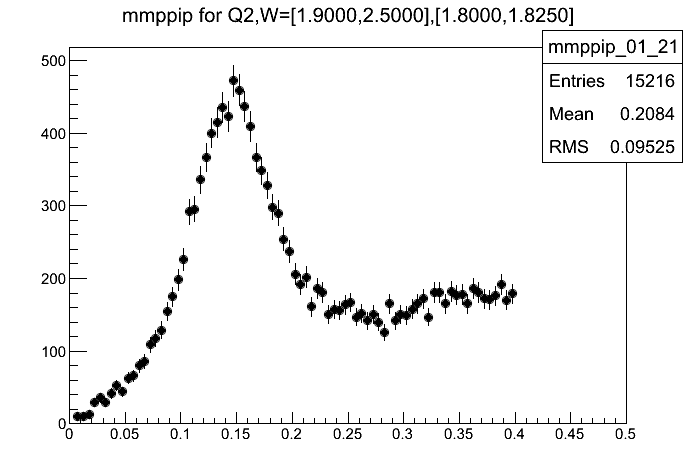 mmppip for Q2,W=[1.9000,2.5000],[1.8000,1.8250]
mmppip_01_21
Entries 15216
Mean 0.2084
RMS 0.09525
500
400
300
200
100
0
0 0.05 0.1 0.15 0.2 0.25 0.3 0.35 0.4 0.45 0.5